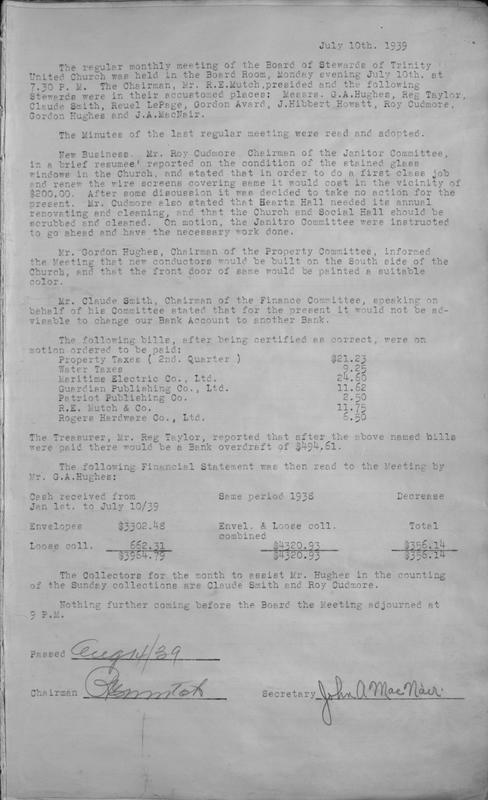 July 10th. 1939
The regular monthly meeting of the Board of Stewards of Trinity
United Church was held in the Board Room, Monday evening July 10th. at
7.30 P. M. The Chairman, Mr. R.E.Mutch,presided and the following
Stewards were in their accustomed places: Messrs. G.A.Hughes, Reg Taylor,
Claude Smith, Reuel LePage, Gordon Avard, J.Hibbert Howatt, Roy Cudmore,
Gordon Hughes and J.A.MacNair.
The Minutes of the last regular meeting were read and adopted.
New Business. Mr. Roy Cudmore Chairman of the Janitor Committee,
in a brief resumee' reported on the condition of the stained glass
windows in the Church, and stated that in order to do a first class job
and renew the wire screens covering same it would cost in the vicinity of
$200.00. After some discussion it was decided to take no action for the
present. Mr. Cudmore also stated that Heartz Hall needed its annual
renovating and cleaning, and that the Church and Social Hall should be
scrubbed and cleaned. On motion, the Janitro Committee were instructed
to go ahead and have the necessary work done.
Mr. Gordon Hughes, Chairman of the Property Committee, informed
the Meeting that new conductors would be built on the South side of the
Church, and that the front door of same would be painted a suitable
color.
Mr. Claude Smith, Chairman of the Finance Committee, speaking on
behalf of his Committee stated that for the present it would not be ad-
visable to change our Bank Account to another Bank.
The following bills, after being certified as correct, were on
motion ordered to be paid:
Property Taxes ( 2nd. Quarter ) $21.23
Water Taxes 9.25
Maritime Electric Co., Ltd. 24.60
Guardian Publishing Co., Ltd. 11.62
Patriot Publishing Co. 2.50
R.E. Mutch & Co. 11.75
Rogers Hardware Co., Ltd. 6.50
The Treasurer, Mr. Reg Taylor, reported that after the above named bills
were paid there would be a Bank overdraft of $494.61.
The following Financial Statement was then read to the Meeting by
Mr. G.A.Hughes:
Cash received from Same period 1938 Decrease
Jan 1st. to July 10/39
Envelopes $3302.48 Envel. & Loose coll. Total
combined
Loose coll. 662.31 $4320.93 $356.14
$3964.79 $4320.93 $356.14
The Collectors for the month to assist Mr. Hughes in the counting
of the Sunday collections are Claude Smith and Roy Cudmore.
Nothing further coming before the Board the Meeting adjourned at
9 P.M.
Passed Aug 14/39
Chairman REMutch Secretary John A MacNair.